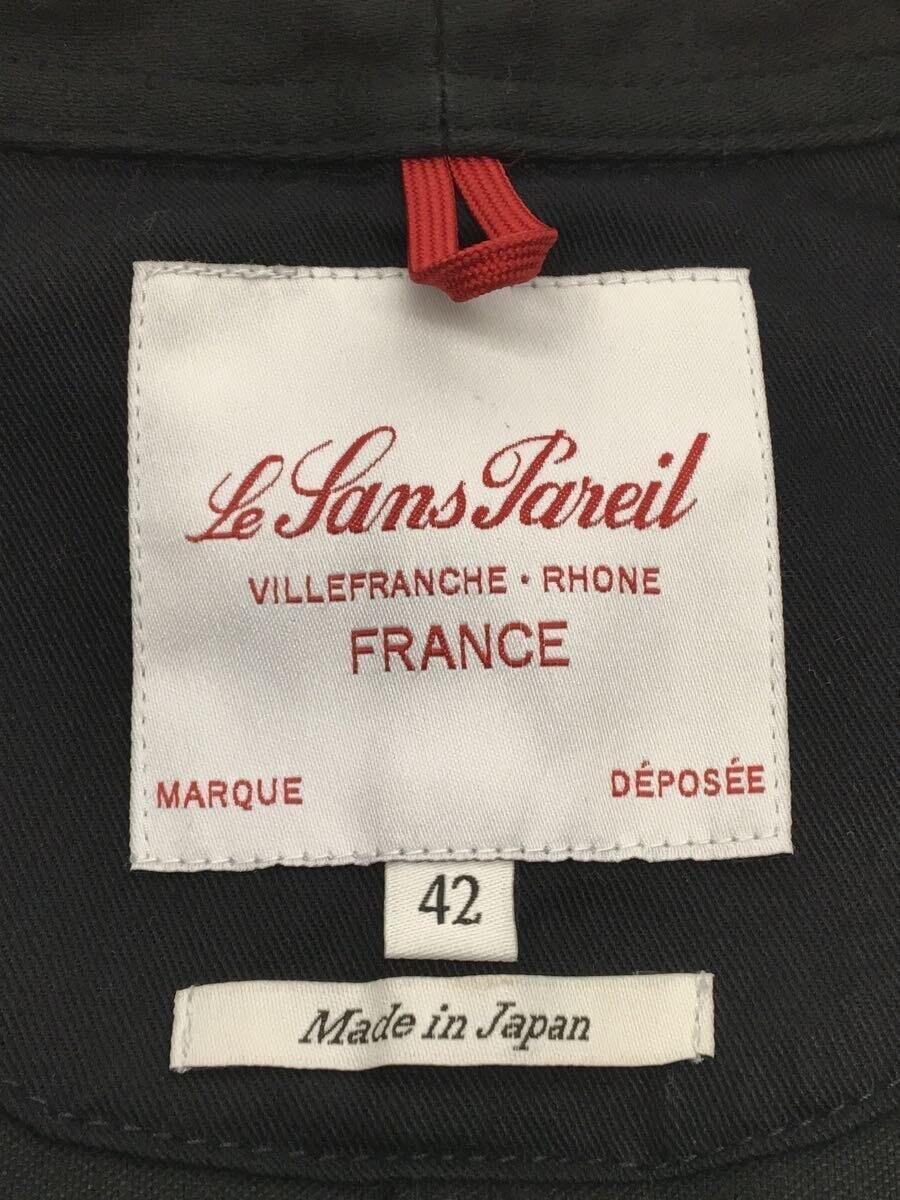 Le Sans Pareil
VILLEFRANCHE · RHONE
FRANCE
MARQUE DÉPOSÉE
42
Made in Japan